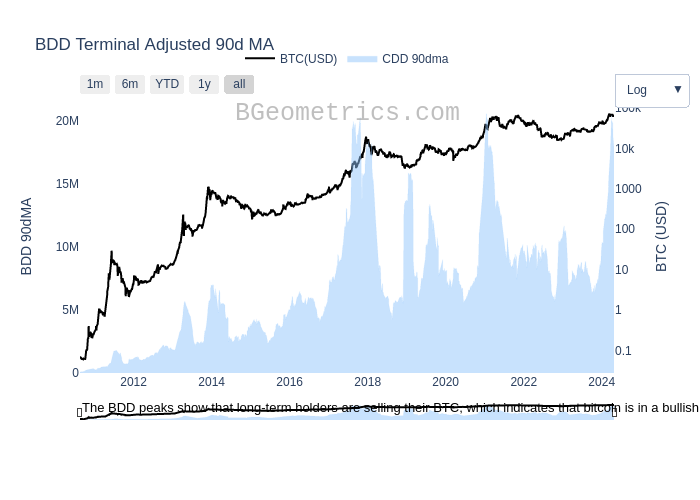 BDD Terminal Adjusted 90d MA
BTC(USD) CDD 90dma
1m 6m YTD 1y all
Log ▼
BGeometrics.com
20M
15M
10M
5M
0
BDD 90dMA
100k
10k
1000
100
10
1
0.1
BTC (USD)
2012 2014 2016 2018 2020 2022 2024
The BDD peaks show that long-term holders are selling their BTC, which indicates that bitcoin is in a bullish